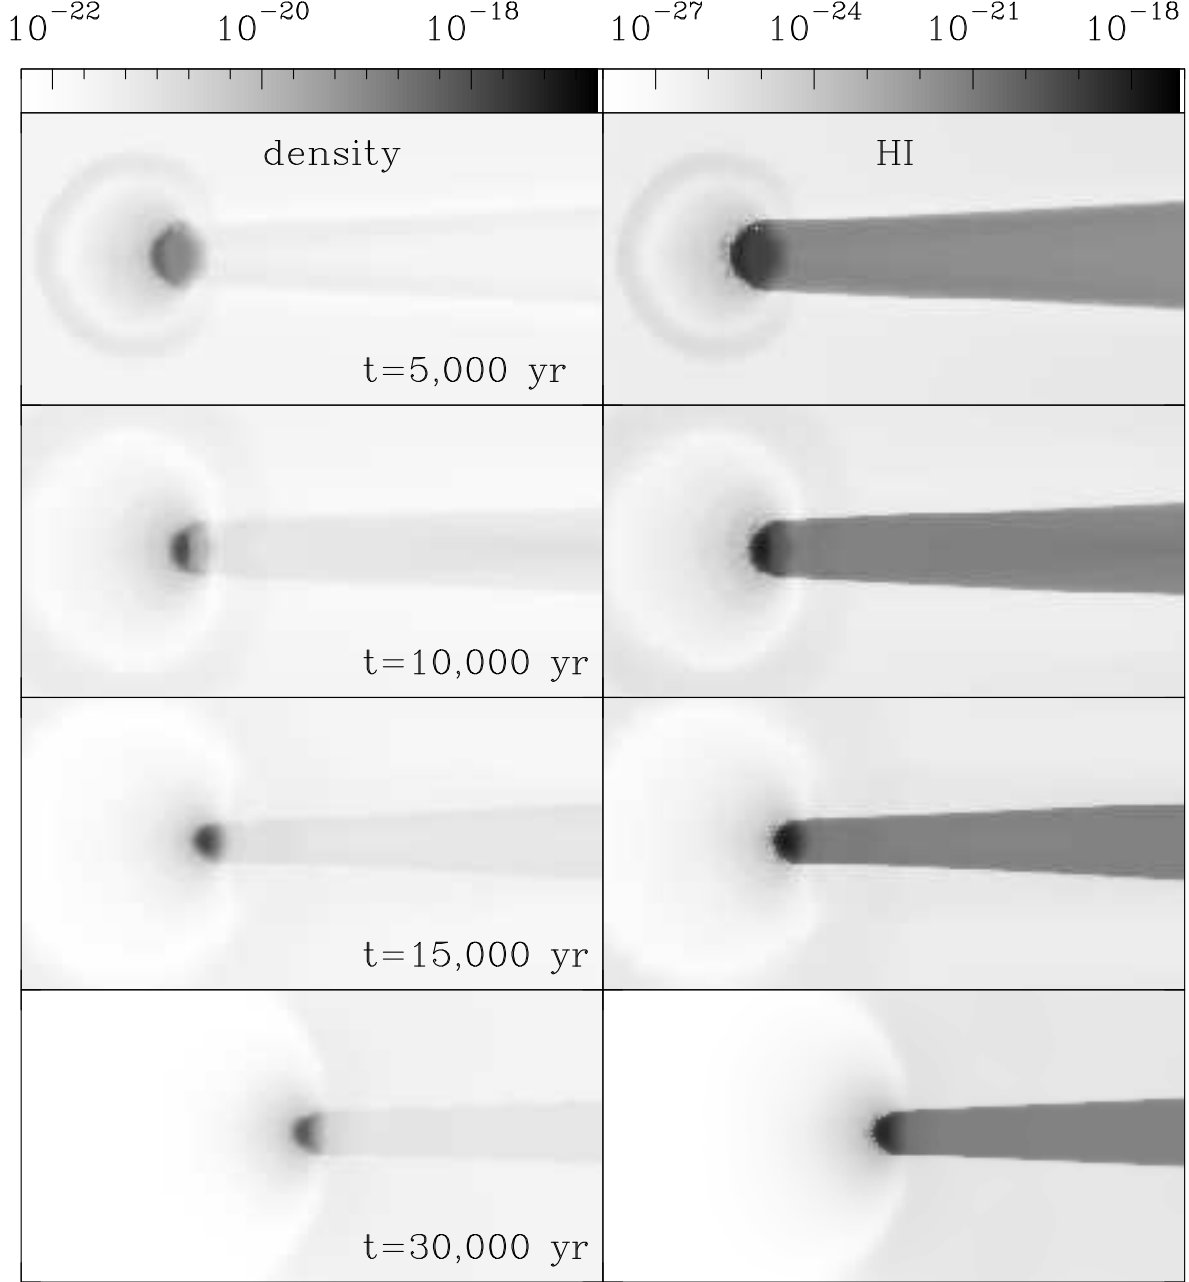 10^-22 10^-20 10^-18 10^-27 10^-24 10^-21 10^-18
density HI
t=5,000 yr
t=10,000 yr
t=15,000 yr
t=30,000 yr